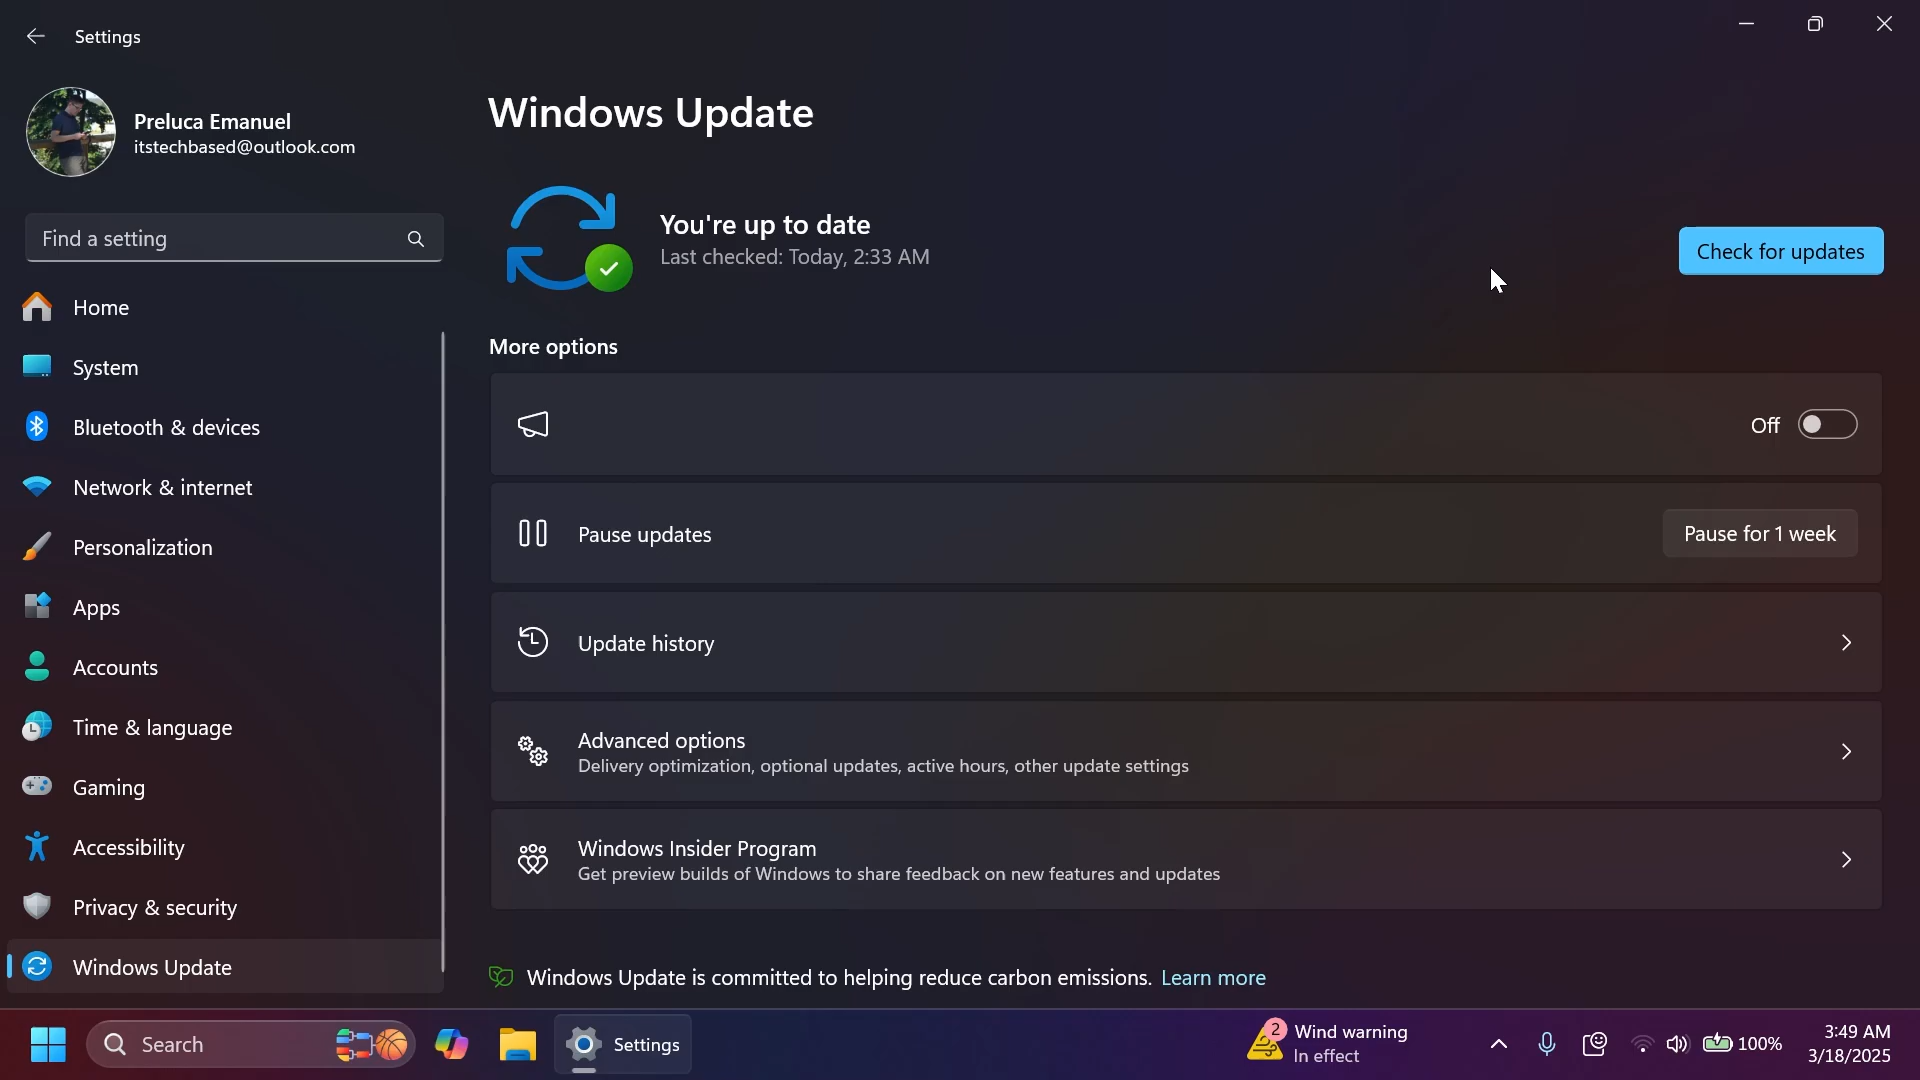 Settings
Preluca Emanuel
itstechbased@outlook.com
Find a setting
Home
System
Bluetooth & devices
Network & internet
Personalization
Apps
Accounts
Time & language
Gaming
Accessibility
Privacy & security
Windows Update
Windows Update
You're up to date
Last checked: Today, 2:33 AM
Check for updates
More options
Off
Pause updates
Pause for 1 week
Update history
Advanced options
Delivery optimization, optional updates, active hours, other update settings
Windows Insider Program
Get preview builds of Windows to share feedback on new features and updates
Windows Update is committed to helping reduce carbon emissions. Learn more
Search
Settings
2
Wind warning
In effect
100%
3:49 AM
3/18/2025